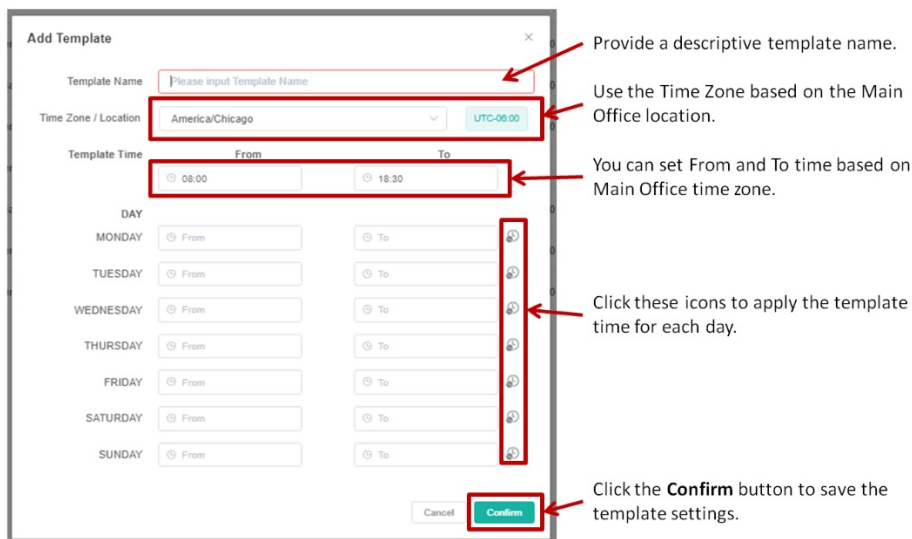 Add Template
Provide a descriptive template name.
Template Name Please input Template Name
Use the Time Zone based on the Main
Office location.
Time Zone / Location America/Chicago UTC-06:00
Template Time From To
You can set From and To time based on
Main Office time zone.
08:00 18:30
DAY
MONDAY From To
TUESDAY From To
WEDNESDAY From To
Click these icons to apply the template
time for each day.
THURSDAY From To
FRIDAY From To
SATURDAY From To
SUNDAY From To
Click the Confirm button to save the
template settings.
Cancel Confirm